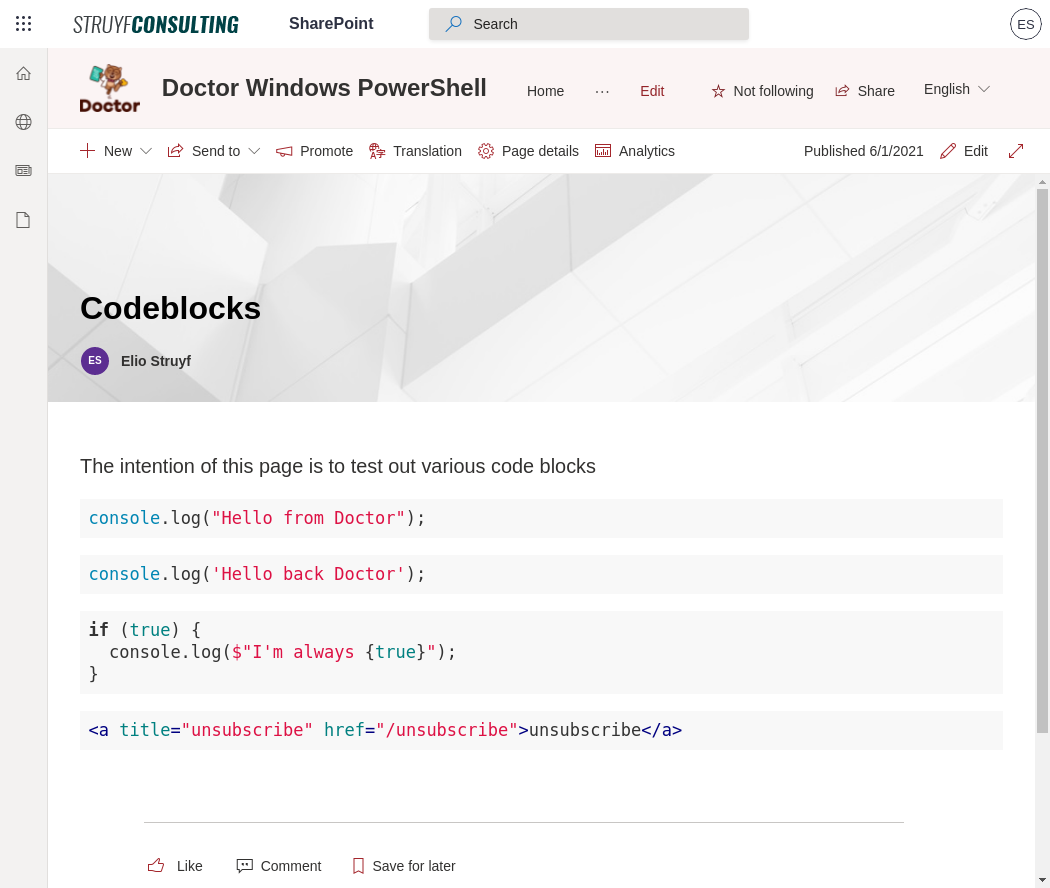 STRUYFCONSULTING SharePoint Search ES
Doctor
Doctor Windows PowerShell Home ... Edit Not following Share English
New Send to Promote Translation Page details Analytics Published 6/1/2021 Edit
Codeblocks
ES Elio Struyf
The intention of this page is to test out various code blocks
console.log("Hello from Doctor");
console.log('Hello back Doctor');
if (true) {
  console.log($"I'm always {true}");
}
<a title="unsubscribe" href="/unsubscribe">unsubscribe</a>
Like Comment Save for later